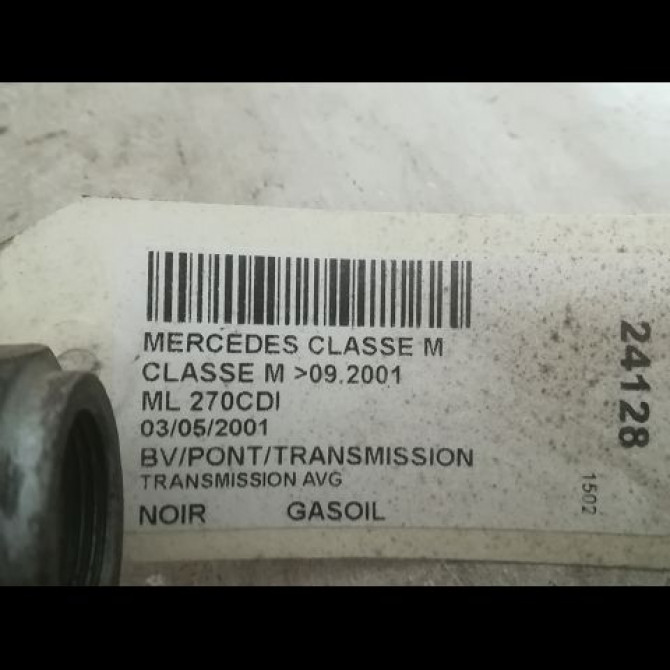 MERCEDES CLASSE M
CLASSE M >09.2001
ML 270CDI
03/05/2001
BV/PONT/TRANSMISSION
TRANSMISSION AVG
NOIR GASOIL
24128
1502